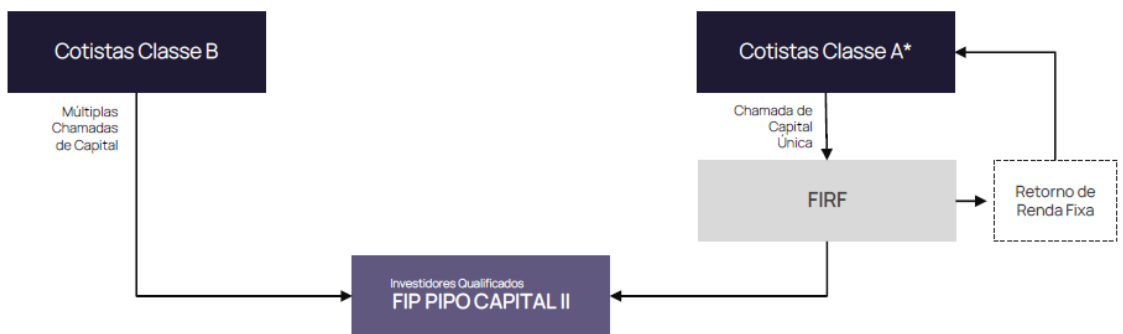 Cotistas Classe B
Cotistas Classe A*
Múltiplas
Chamadas
de Capital
Chamada de
Capital
Única
FIRF
Retorno de
Renda Fixa
Investidores Qualificados
FIP PIPO CAPITAL II